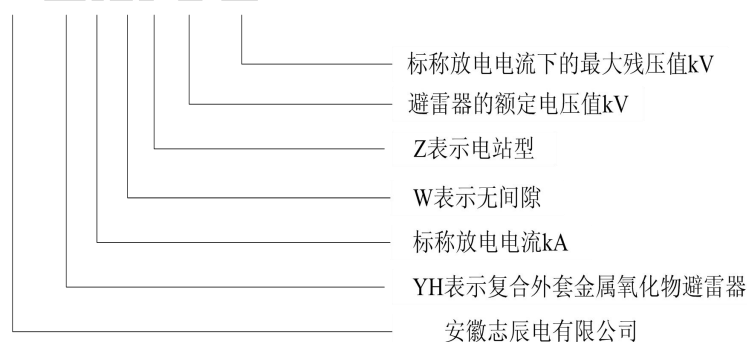 标称放电电流下的最大残压值kV
避雷器的额定电压值kV
Z表示电站型
W表示无间隙
标称放电电流kA
YH表示复合外套金属氧化物避雷器
安徽志辰电有限公司